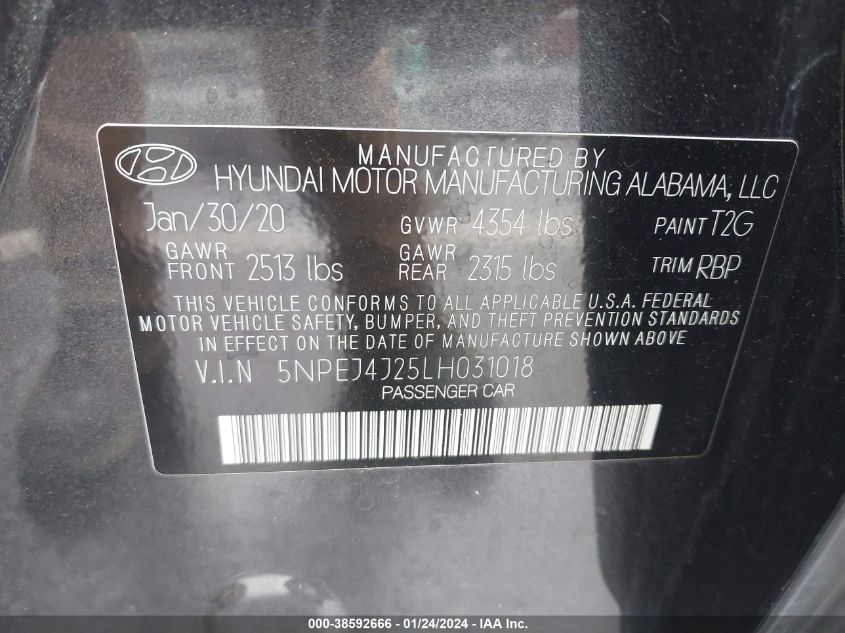 MANUFACTURED BY
HYUNDAI MOTOR MANUFACTURING ALABAMA, LLC
Jan/30/20 GVWR 4354 lbs PAINT T2G
GAWR FRONT 2513 lbs GAWR REAR 2315 lbs TRIM RBP
THIS VEHICLE CONFORMS TO ALL APPLICABLE U.S.A. FEDERAL
MOTOR VEHICLE SAFETY, BUMPER, AND THEFT PREVENTION STANDARDS
IN EFFECT ON THE DATE OF MANUFACTURE SHOWN ABOVE
V.I.N 5NPEJ4J25LH031018
PASSENGER CAR
000-38592666 - 01/24/2024 - IAA Inc.